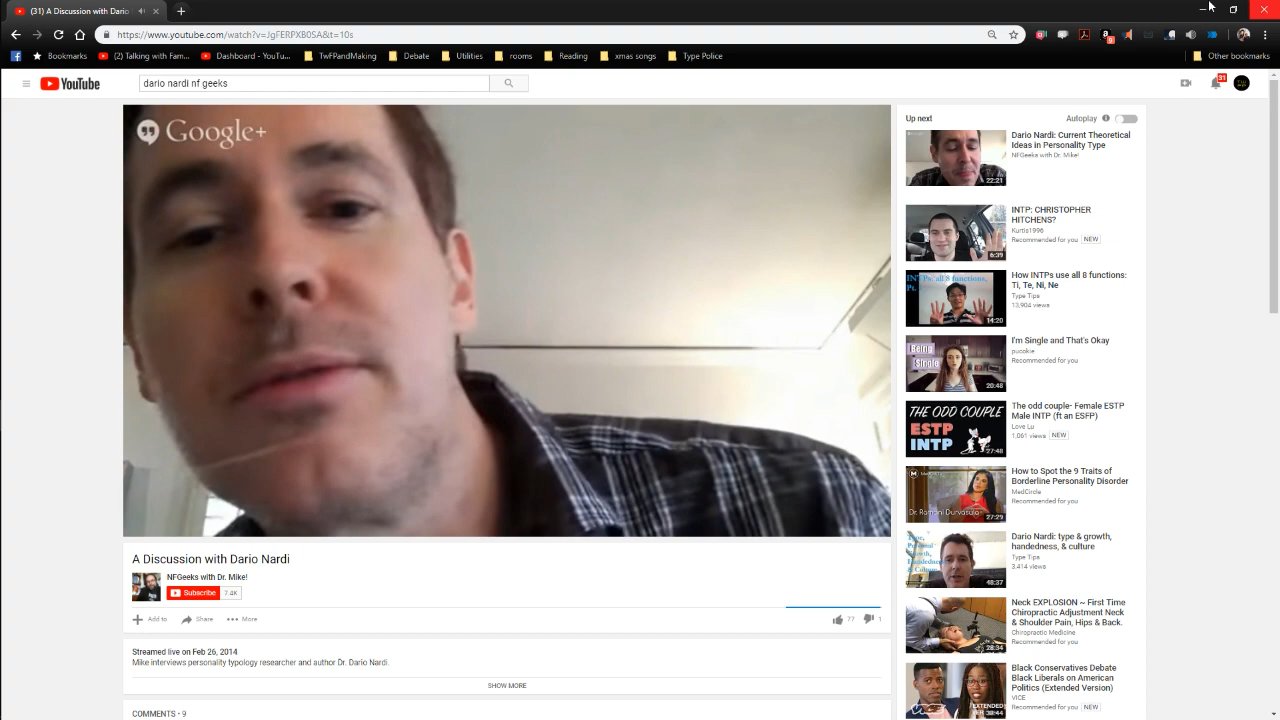 (31) A Discussion with Dario
https://www.youtube.com/watch?v=JgFERPXB0SA&t=10s
Bookmarks
(2) Talking with Fam...
Dashboard - YouTu...
TwFPandMaking
Debate
Utilities
rooms
Reading
xmas songs
Type Police
Other bookmarks
YouTube
dario nardi nf geeks
31
Google+
Up next
Autoplay
22:21
Dario Nardi: Current Theoretical
Ideas in Personality Type
NFGeeks with Dr. Mike!
6:39
INTP: CHRISTOPHER
HITCHENS?
Kurtis1996
Recommended for you NEW
INTPs: all 8 functions,
Pt.
14:20
How INTPs use all 8 functions:
Ti, Te, Ni, Ne
Type Tips
13,904 views
Being
Single
20:48
I'm Single and That's Okay
pucokie
Recommended for you
THE ODD COUPLE
ESTP
INTP
27:48
The odd couple- Female ESTP
Male INTP (ft an ESFP)
Love Lu
1,061 views NEW
Dr. Ramani Durvasula
27:29
How to Spot the 9 Traits of
Borderline Personality Disorder
MedCircle
Recommended for you
48:37
Dario Nardi: type & growth,
handedness, & culture
Type Tips
3,414 views
28:34
Neck EXPLOSION ~ First Time
Chiropractic Adjustment Neck
& Shoulder Pain, Hips & Back.
Chiropractic Medicine
Recommended for you
EXTENDED
38:44
Black Conservatives Debate
Black Liberals on American
Politics (Extended Version)
VICE
Recommended for you NEW
A Discussion with Dario Nardi
NFGeeks with Dr. Mike!
Subscribe 7.4K
Add to
Share
More
77
1
Streamed live on Feb 26, 2014
Mike interviews personality typology researcher and author Dr. Dario Nardi.
SHOW MORE
COMMENTS • 9